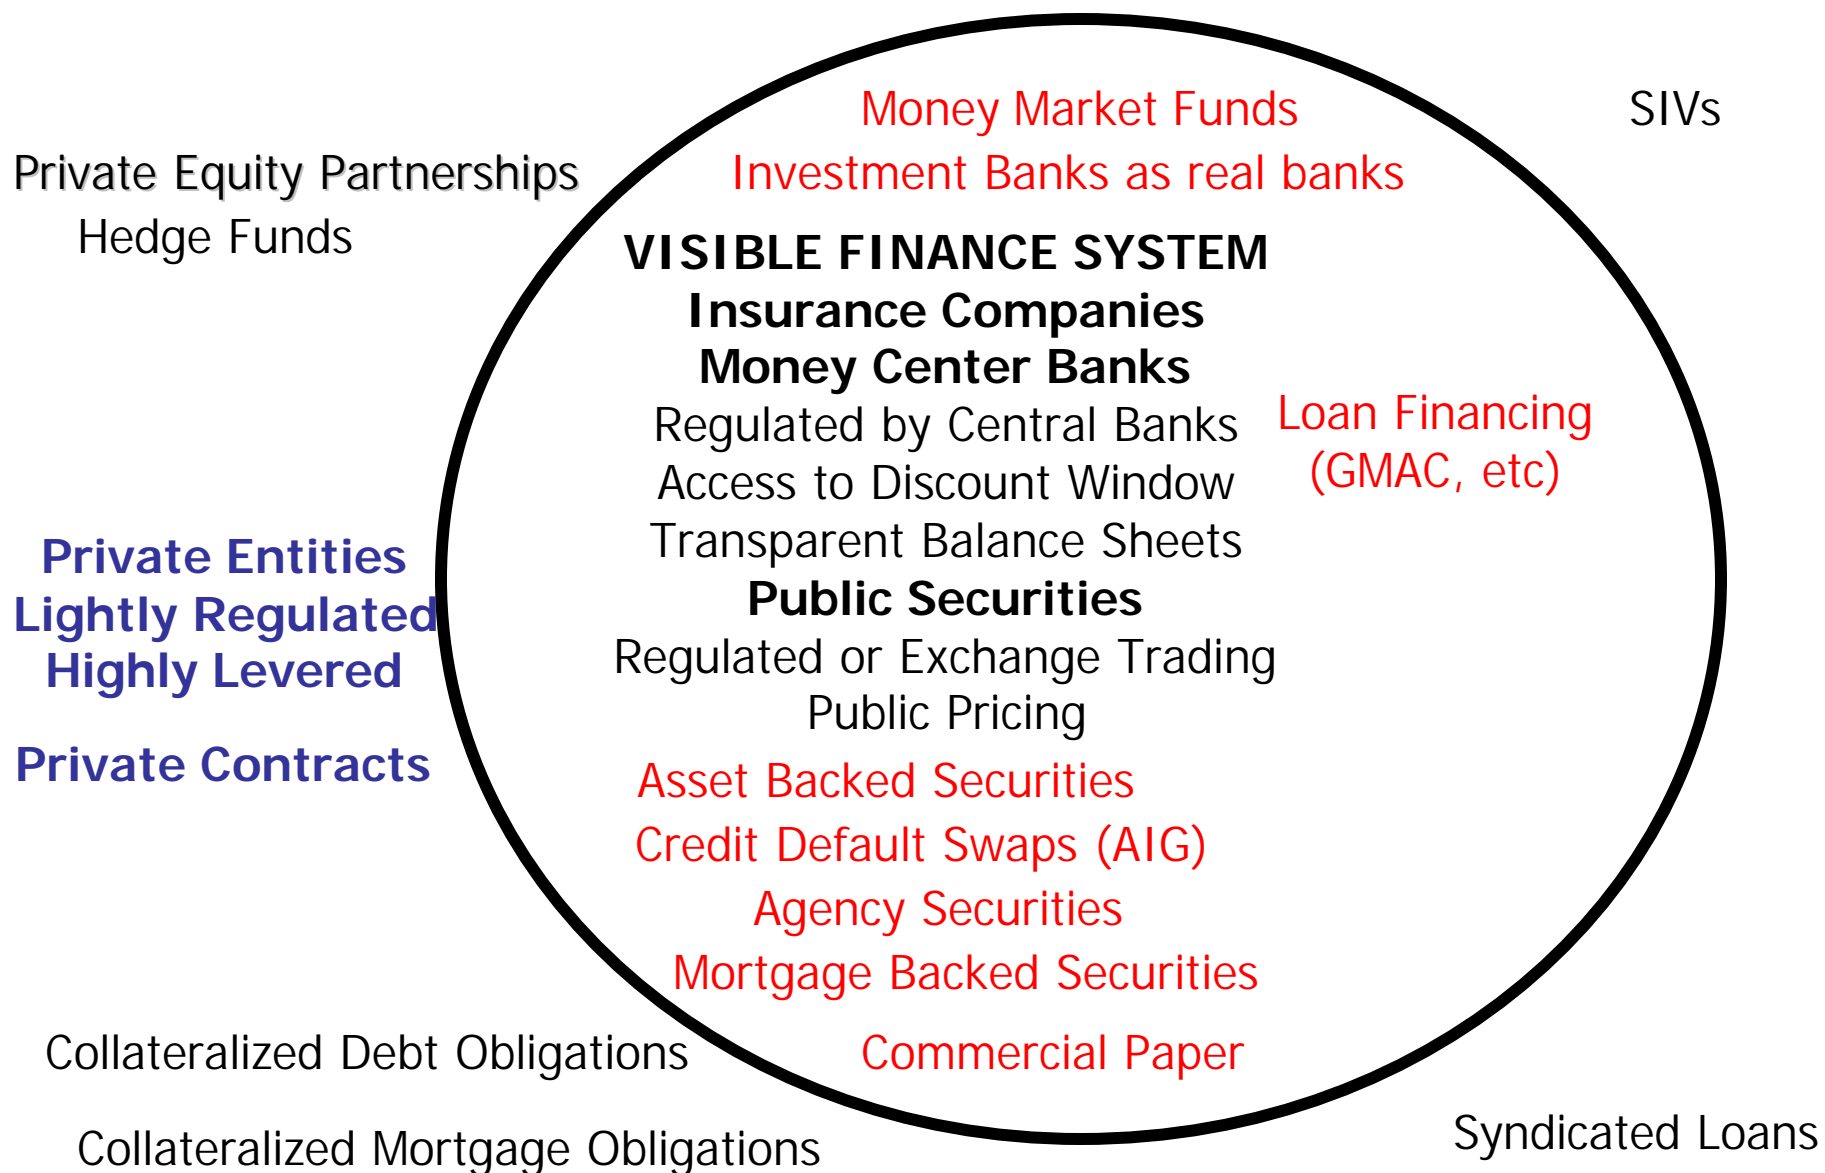 Money Market Funds
SIVs
Private Equity Partnerships
Investment Banks as real banks
Hedge Funds
VISIBLE FINANCE SYSTEM
Insurance Companies
Money Center Banks
Regulated by Central Banks
Loan Financing
(GMAC, etc)
Access to Discount Window
Transparent Balance Sheets
Private Entities
Lightly Regulated
Highly Levered
Public Securities
Regulated or Exchange Trading
Public Pricing
Private Contracts
Asset Backed Securities
Credit Default Swaps (AIG)
Agency Securities
Mortgage Backed Securities
Collateralized Debt Obligations
Commercial Paper
Collateralized Mortgage Obligations
Syndicated Loans